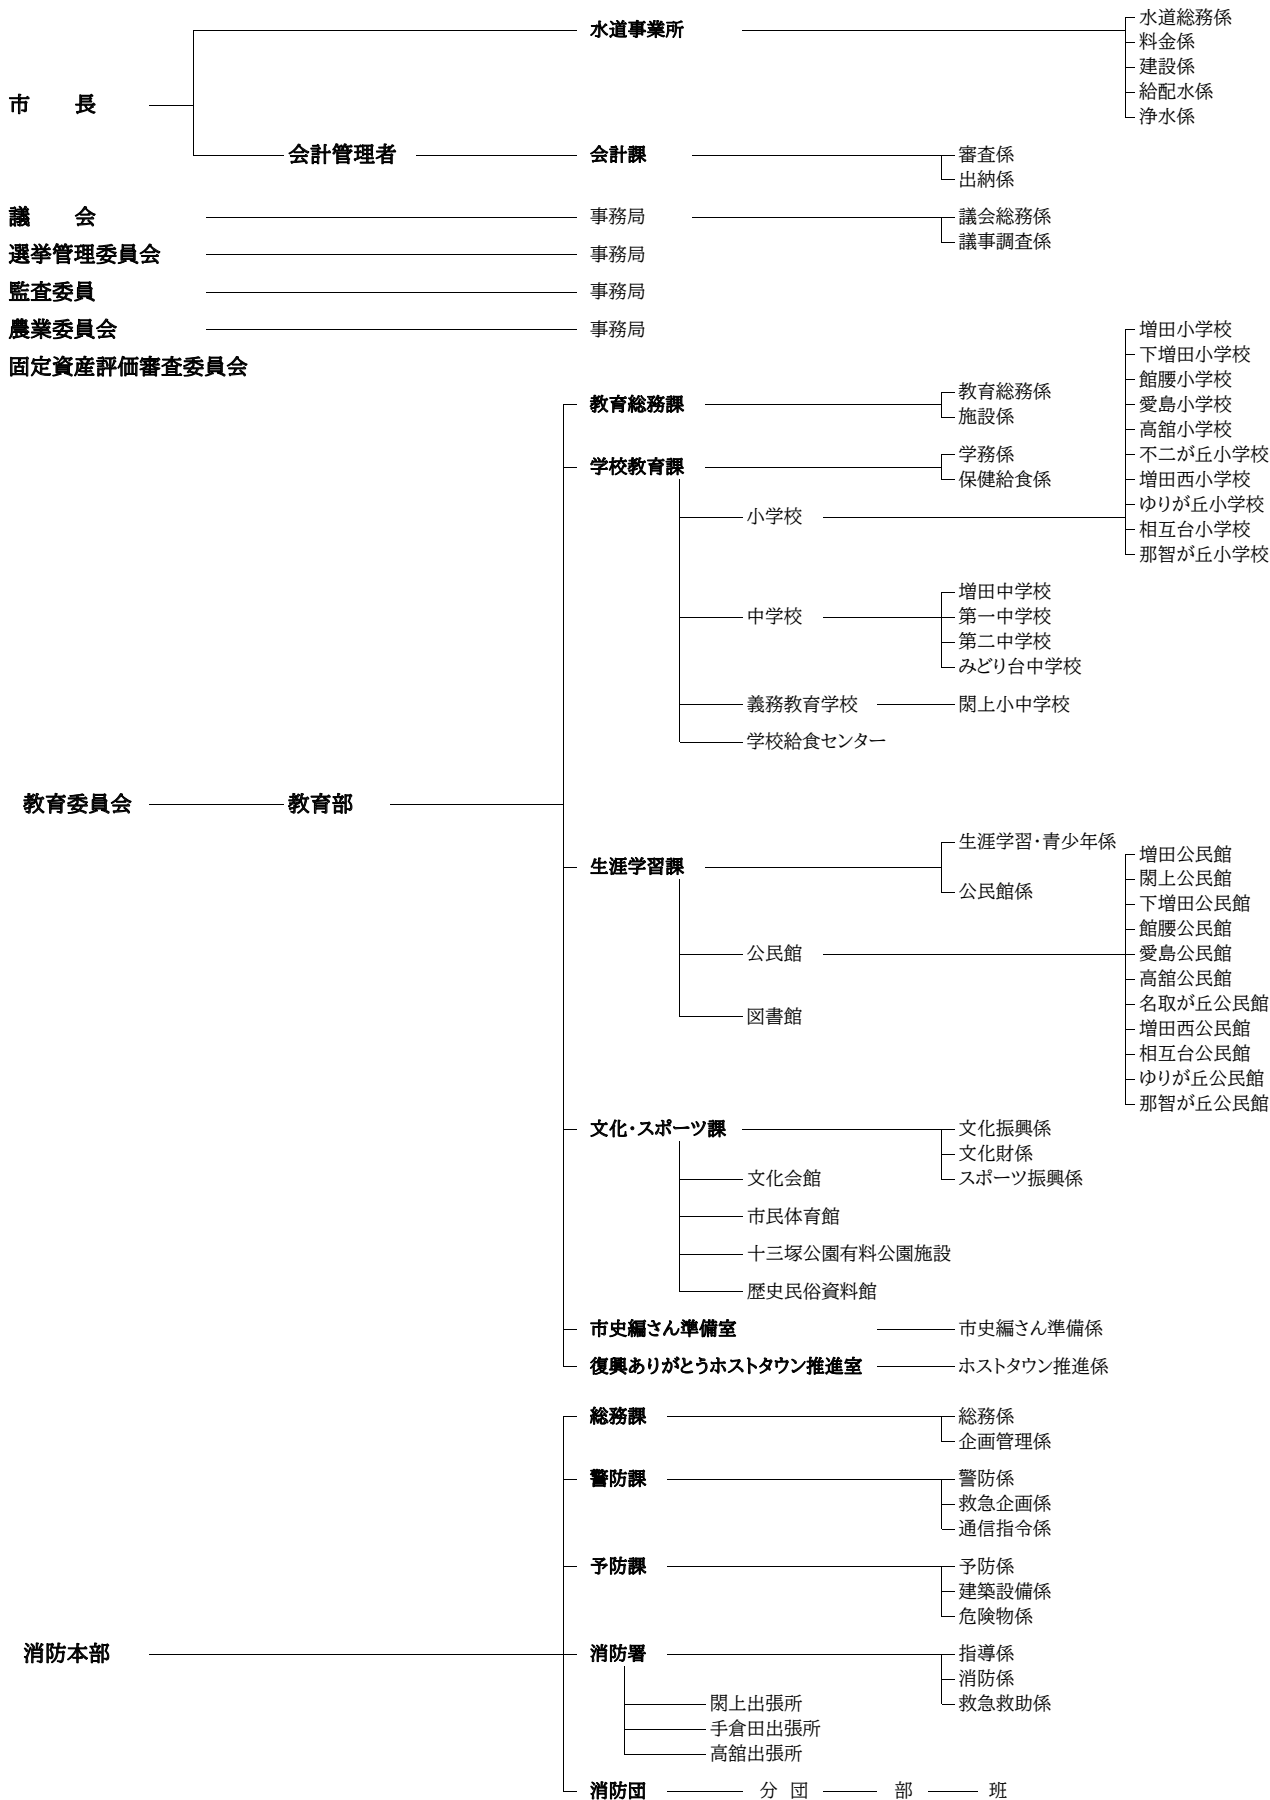 水道事業所
水道総務係
料金係
建設係
給配水係
浄水係
市　　長
会計管理者
会計課
審査係
出納係
議　　会
事務局
議会総務係
議事調査係
選挙管理委員会
事務局
監査委員
事務局
農業委員会
事務局
固定資産評価審査委員会
教育委員会
教育部
教育総務課
教育総務係
施設係
学校教育課
学務係
保健給食係
小学校
増田小学校
下増田小学校
館腰小学校
愛島小学校
高舘小学校
不二が丘小学校
増田西小学校
ゆりが丘小学校
相互台小学校
那智が丘小学校
中学校
増田中学校
第一中学校
第二中学校
みどり台中学校
義務教育学校
閖上小中学校
学校給食センター
生涯学習課
生涯学習・青少年係
公民館係
公民館
増田公民館
閖上公民館
下増田公民館
館腰公民館
愛島公民館
高舘公民館
名取が丘公民館
増田西公民館
相互台公民館
ゆりが丘公民館
那智が丘公民館
図書館
文化・スポーツ課
文化振興係
文化財係
スポーツ振興係
文化会館
市民体育館
十三塚公園有料公園施設
歴史民俗資料館
市史編さん準備室
市史編さん準備係
復興ありがとうホストタウン推進室
ホストタウン推進係
消防本部
総務課
総務係
企画管理係
警防課
警防係
救急企画係
通信指令係
予防課
予防係
建築設備係
危険物係
消防署
指導係
消防係
救急救助係
閖上出張所
手倉田出張所
高舘出張所
消防団
分　団
部
班